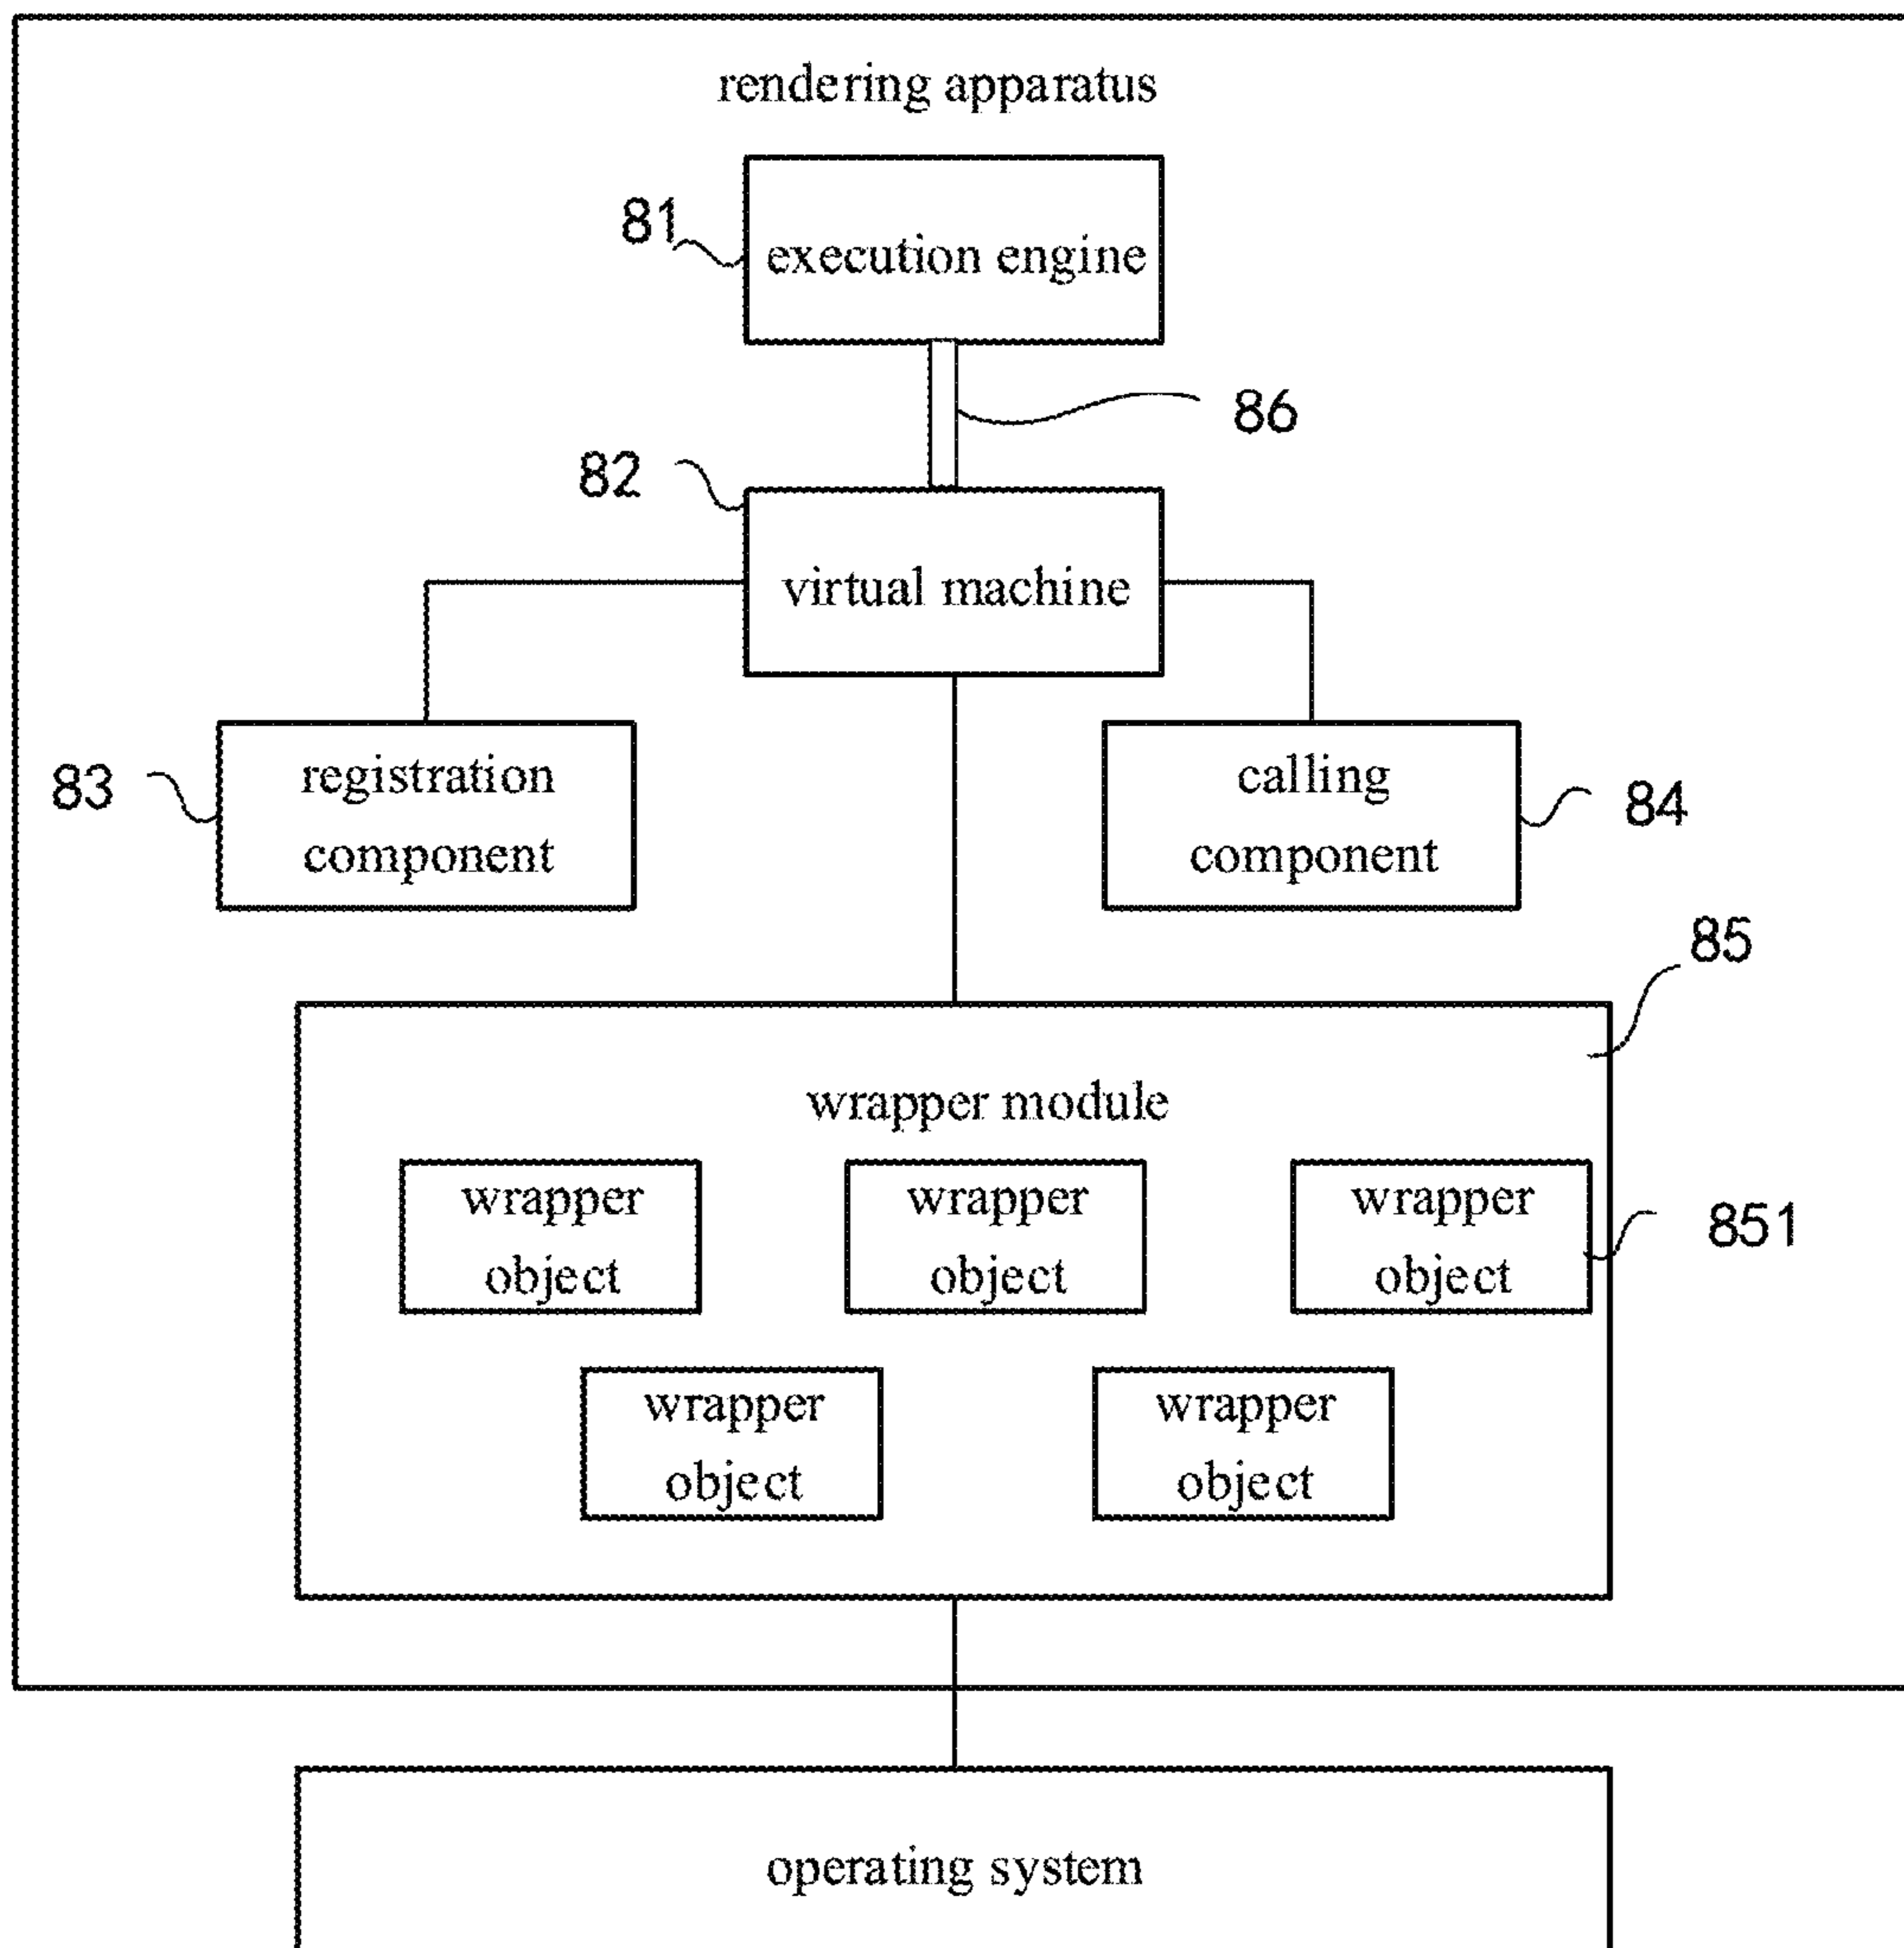 rendering apparatus
81
execution engine
86
82
virtual machine
registration
component
83
calling
component
84
85
wrapper module
wrapper
object
wrapper
object
wrapper
object
851
wrapper
object
wrapper
object
operating system